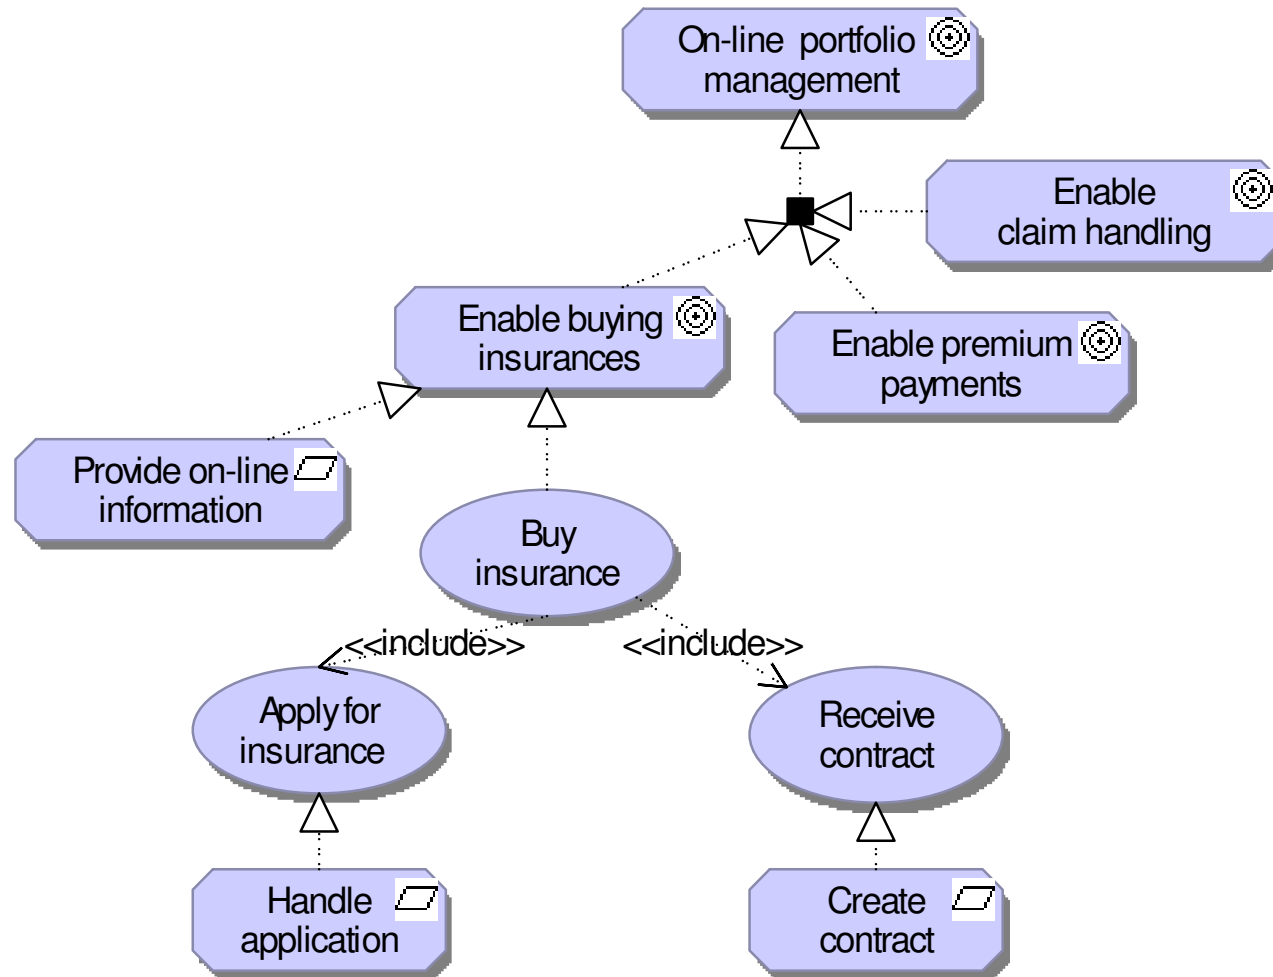 On-line portfolio
management
Enable
claim handling
Enable buying
insurances
Enable premium
payments
Provide on-line
information
Buy
insurance
<<include>>
<<include>>
Apply for
insurance
Receive
contract
Handle
application
Create
contract